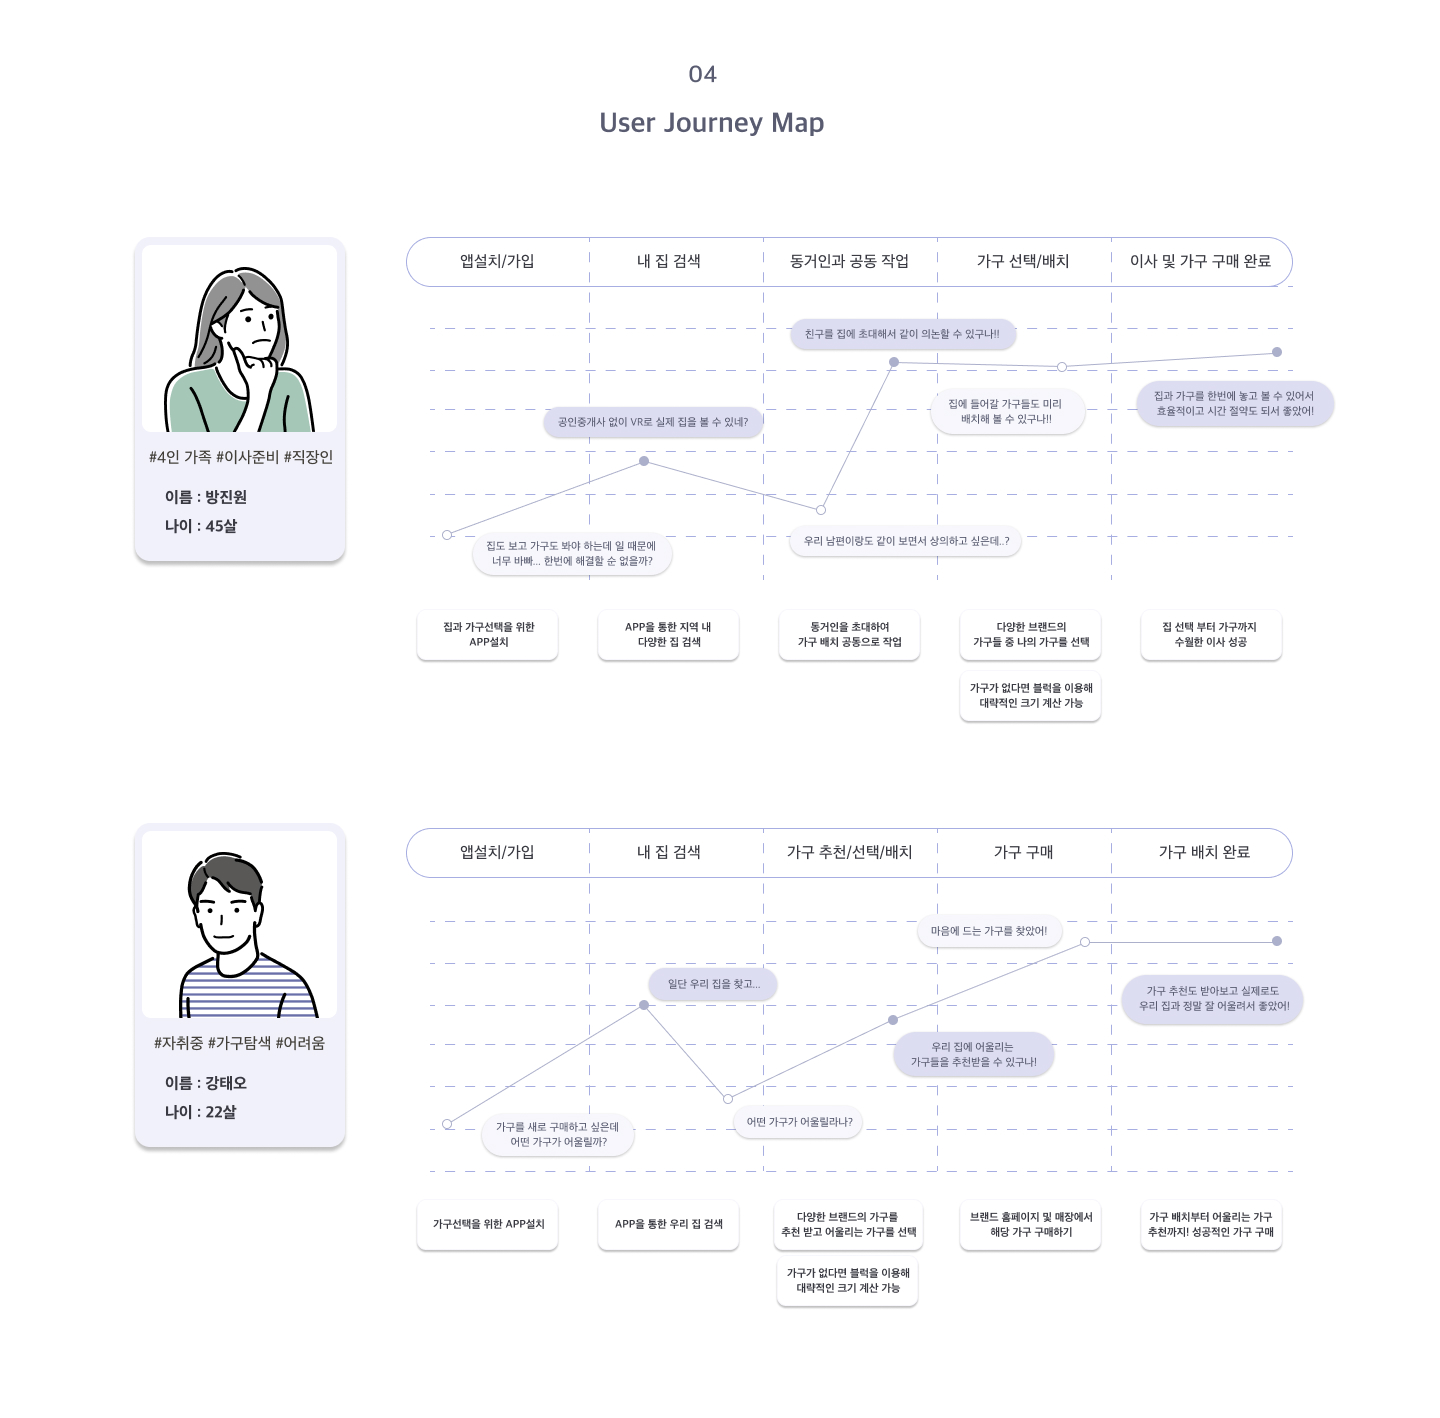 04
User Journey Map
#4인 가족 #이사준비 #직장인
이름 : 방진원
나이 : 45살
앱설치/가입
내 집 검색
동거인과 공동 작업
가구 선택/배치
이사 및 가구 구매 완료
친구를 집에 초대해서 같이 의논할 수 있구나!!
집에 들어갈 가구들도 미리
배치해 볼 수 있구나!!
집과 가구를 한번에 놓고 볼 수 있어서
효율적이고 시간 절약도 되서 좋았어!
공인중개사 없이 VR로 실제 집을 볼 수 있네?
집도 보고 가구도 봐야 하는데 일 때문에
너무 바빠... 한번에 해결할 순 없을까?
우리 남편이랑도 같이 보면서 상의하고 싶은데..?
집과 가구선택을 위한
APP설치
APP을 통한 지역 내
다양한 집 검색
동거인을 초대하여
가구 배치 공동으로 작업
다양한 브랜드의
가구들 중 나의 가구를 선택
집 선택 부터 가구까지
수월한 이사 성공
가구가 없다면 블럭을 이용해
대략적인 크기 계산 가능
#자취중 #가구탐색 #어려움
이름 : 강태오
나이 : 22살
앱설치/가입
내 집 검색
가구 추천/선택/배치
가구 구매
가구 배치 완료
마음에 드는 가구를 찾았어!
일단 우리 집을 찾고...
가구 추천도 받아보고 실제로도
우리 집과 정말 잘 어울려서 좋았어!
우리 집에 어울리는
가구들을 추천받을 수 있구나!
가구를 새로 구매하고 싶은데
어떤 가구가 어울릴까?
어떤 가구가 어울릴라나?
가구선택을 위한 APP설치
APP을 통한 우리 집 검색
다양한 브랜드의 가구를
추천 받고 어울리는 가구를 선택
브랜드 홈페이지 및 매장에서
해당 가구 구매하기
가구 배치부터 어울리는 가구
추천까지! 성공적인 가구 구매
가구가 없다면 블럭을 이용해
대략적인 크기 계산 가능